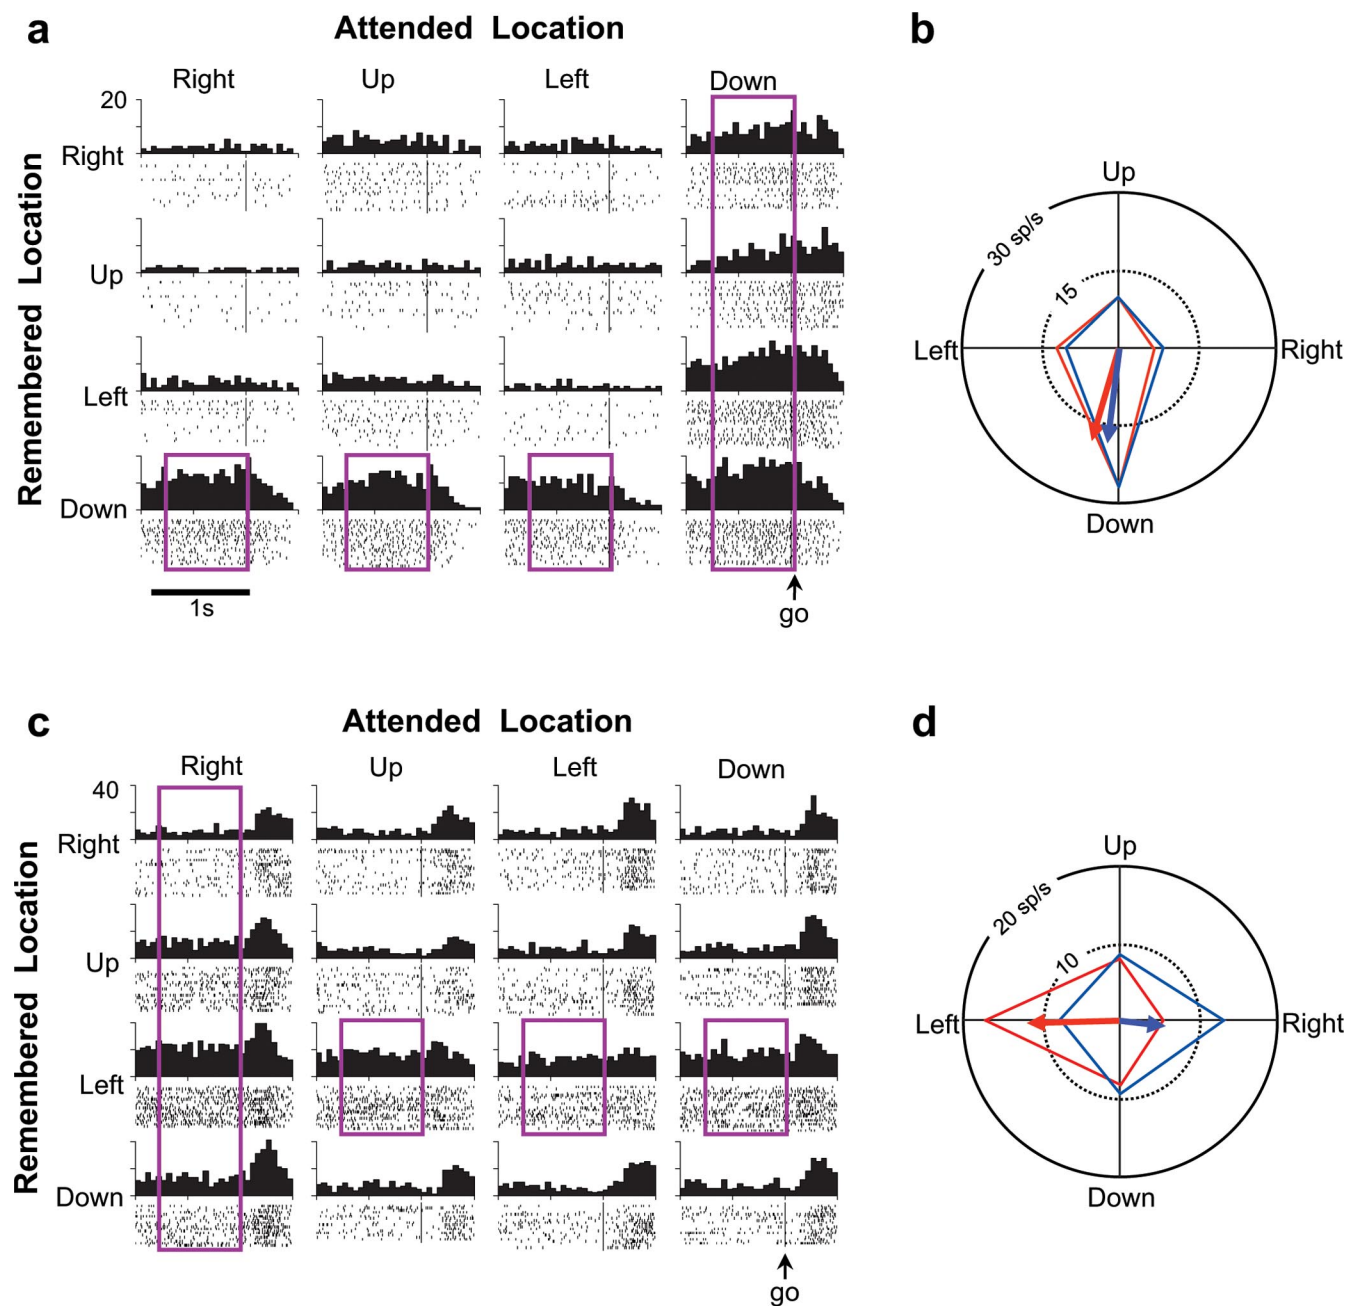 a
Attended Location
Right Up Left Down
20
Remembered Location
Right
Up
Left
Down
1s
go
b
Up
30 sp/s
15
Left
Right
Down
c
Attended Location
Right Up Left Down
40
Remembered Location
Right
Up
Left
Down
go
d
Up
20 sp/s
10
Left
Right
Down